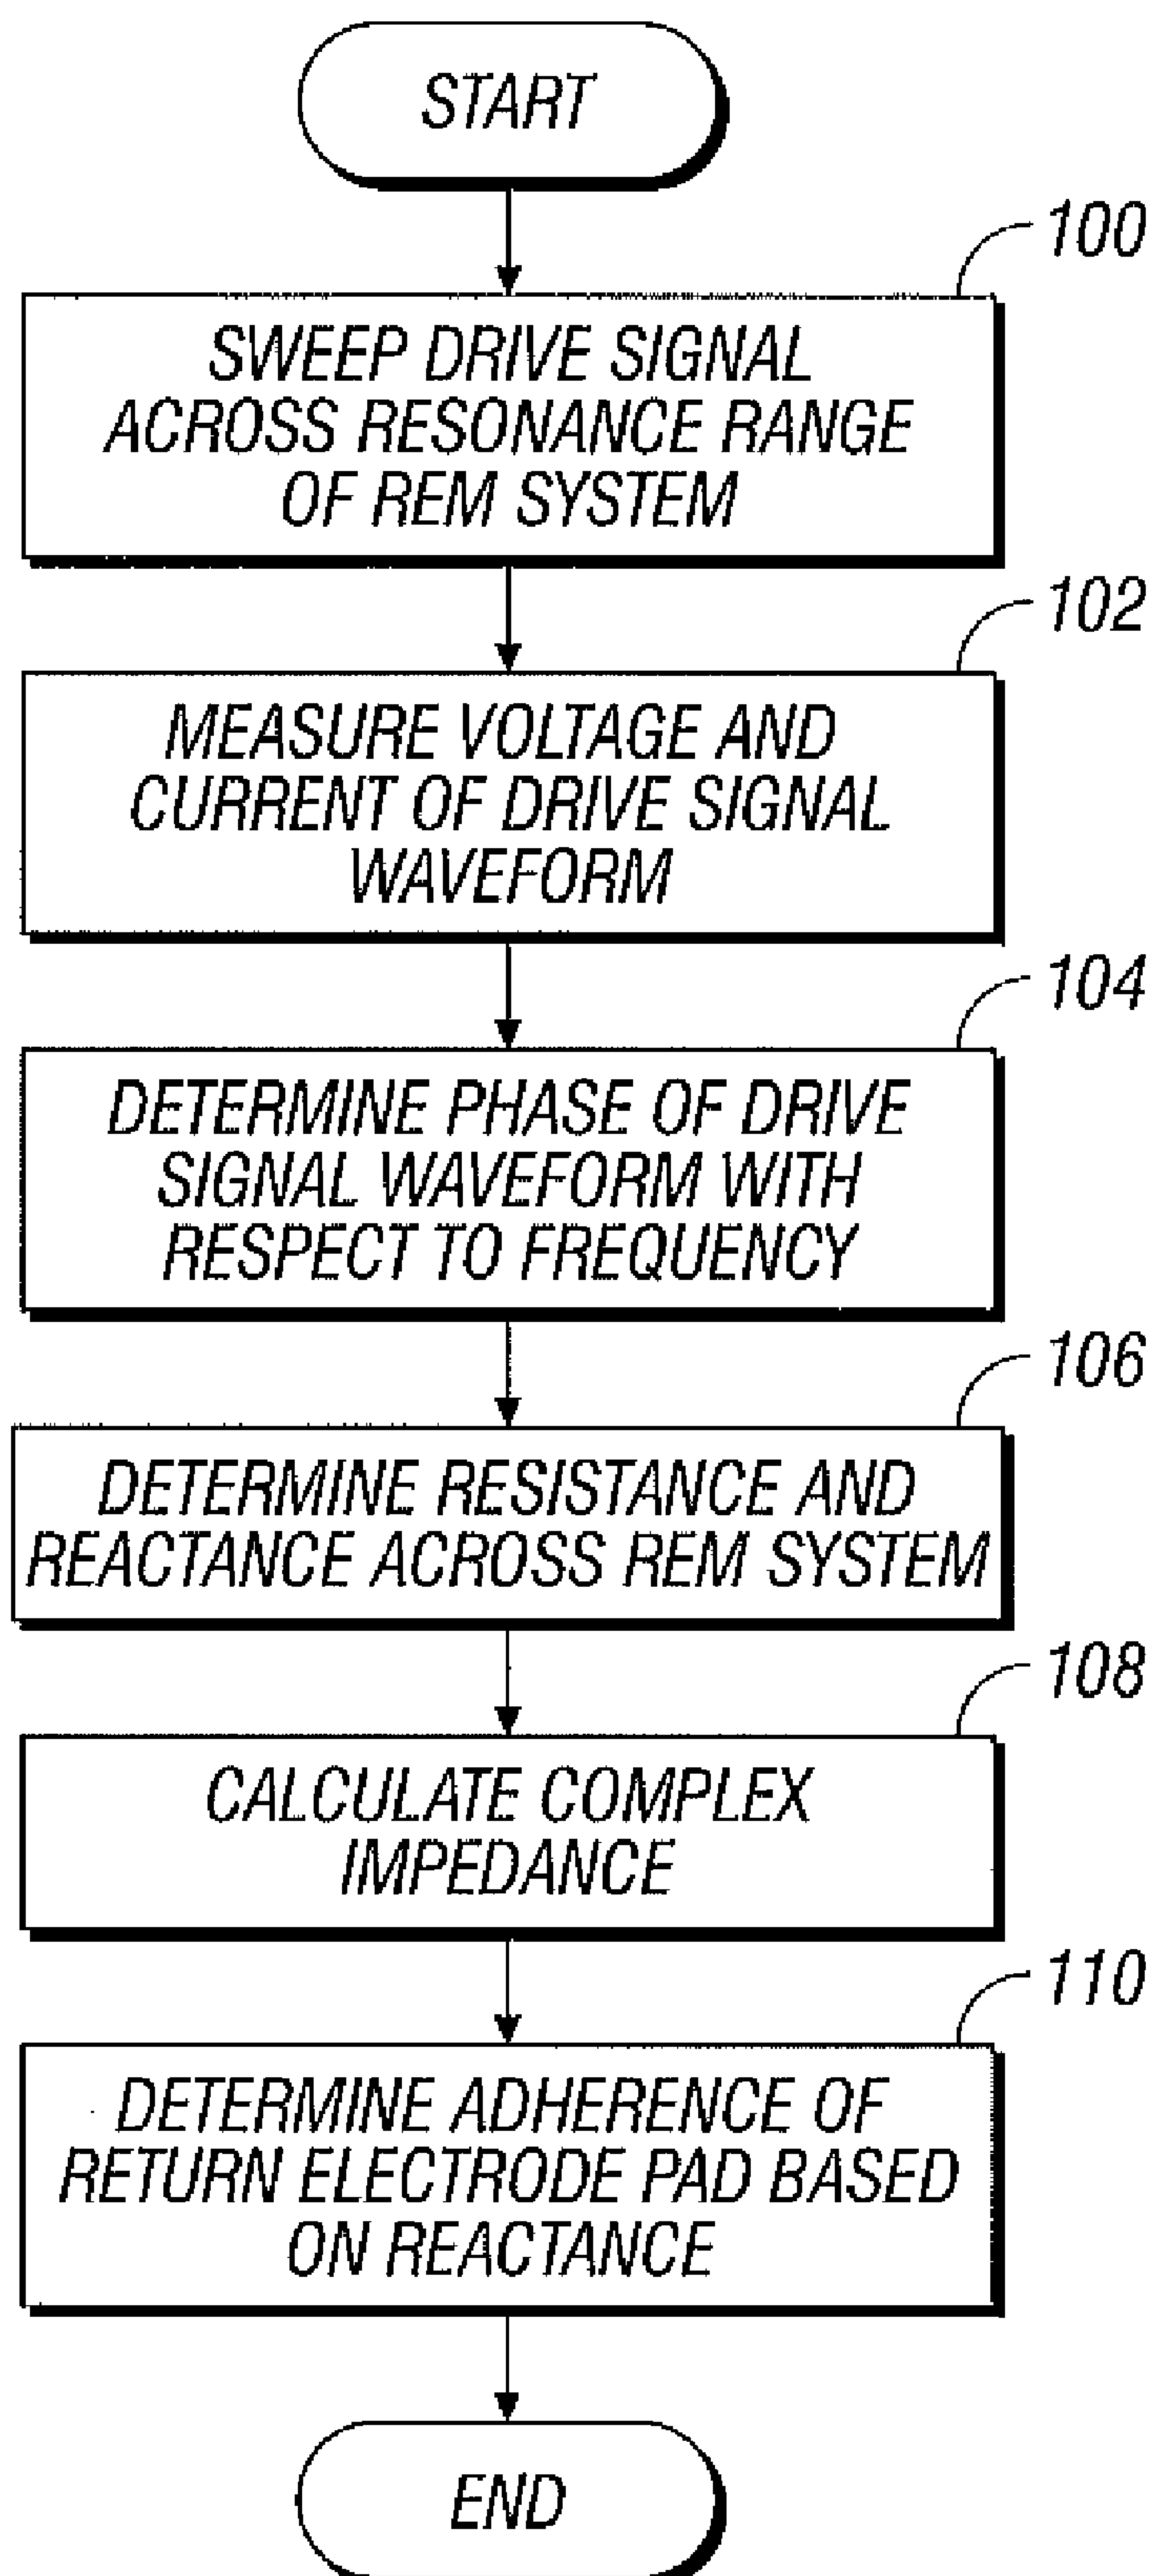 START
100
SWEEP DRIVE SIGNAL
ACROSS RESONANCE RANGE
OF REM SYSTEM
102
MEASURE VOLTAGE AND
CURRENT OF DRIVE SIGNAL
WAVEFORM
104
DETERMINE PHASE OF DRIVE
SIGNAL WAVEFORM WITH
RESPECT TO FREQUENCY
106
DETERMINE RESISTANCE AND
REACTANCE ACROSS REM SYSTEM
108
CALCULATE COMPLEX
IMPEDANCE
110
DETERMINE ADHERENCE OF
RETURN ELECTRODE PAD BASED
ON REACTANCE
END